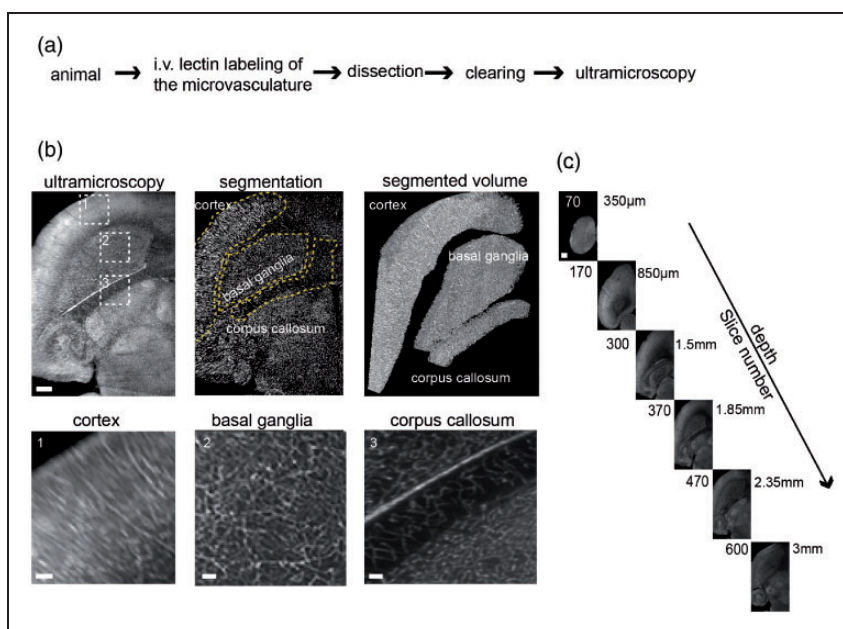 (a)
animal → i.v. lectin labeling of
the microvasculature → dissection → clearing → ultramicroscopy
(b)
ultramicroscopy
segmentation
segmented volume
1
2
3
cortex
basal ganglia
corpus callosum
cortex
basal ganglia
corpus callosum
cortex
1
basal ganglia
2
corpus callosum
3
(c)
70
350µm
170
850µm
300
1.5mm
370
1.85mm
470
2.35mm
600
3mm
depth
Slice number